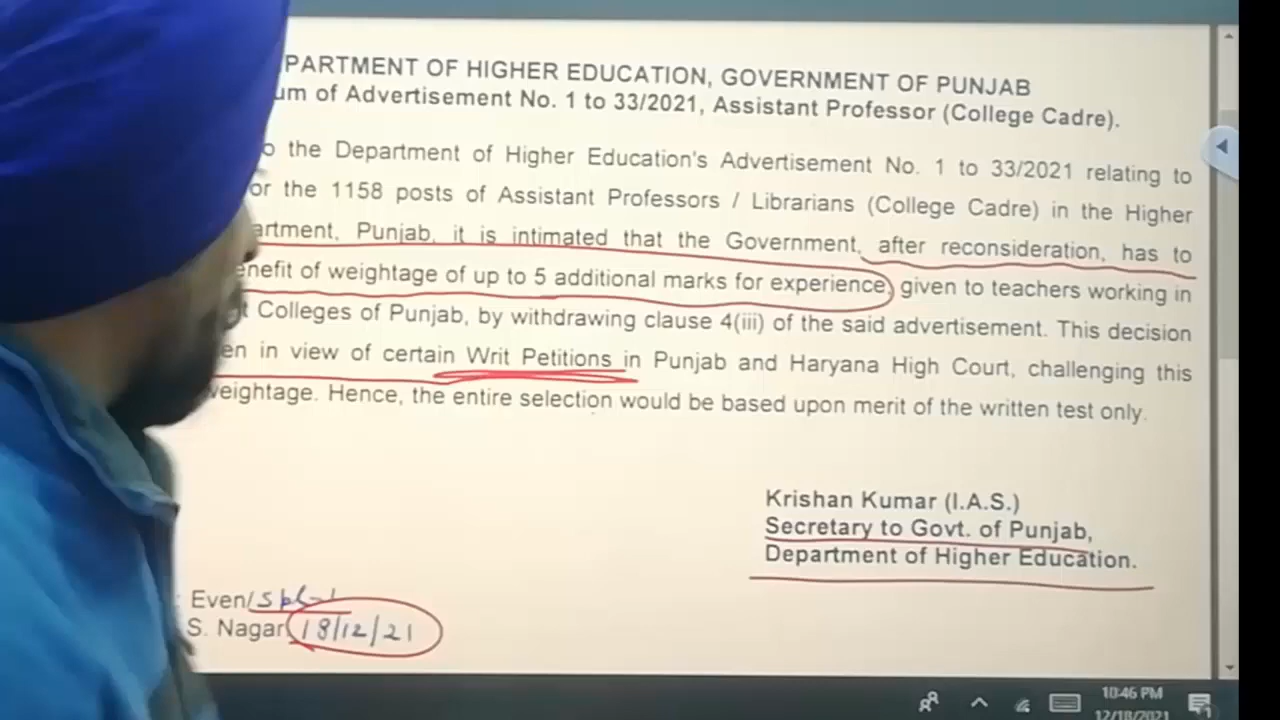 PARTMENT OF HIGHER EDUCATION, GOVERNMENT OF PUNJAB
um of Advertisement No. 1 to 33/2021, Assistant Professor (College Cadre).
o the Department of Higher Education's Advertisement No. 1 to 33/2021 relating to
or the 1158 posts of Assistant Professors / Librarians (College Cadre) in the Higher
artment, Punjab, it is intimated that the Government, after reconsideration, has to
enefit of weightage of up to 5 additional marks for experience, given to teachers working in
t Colleges of Punjab, by withdrawing clause 4(iii) of the said advertisement. This decision
en in view of certain Writ Petitions in Punjab and Haryana High Court, challenging this
weightage. Hence, the entire selection would be based upon merit of the written test only.
Krishan Kumar (I.A.S.)
Secretary to Govt. of Punjab,
Department of Higher Education.
Even/Spl-1
S. Nagar 18/12/21
10:46 PM
12/18/2021